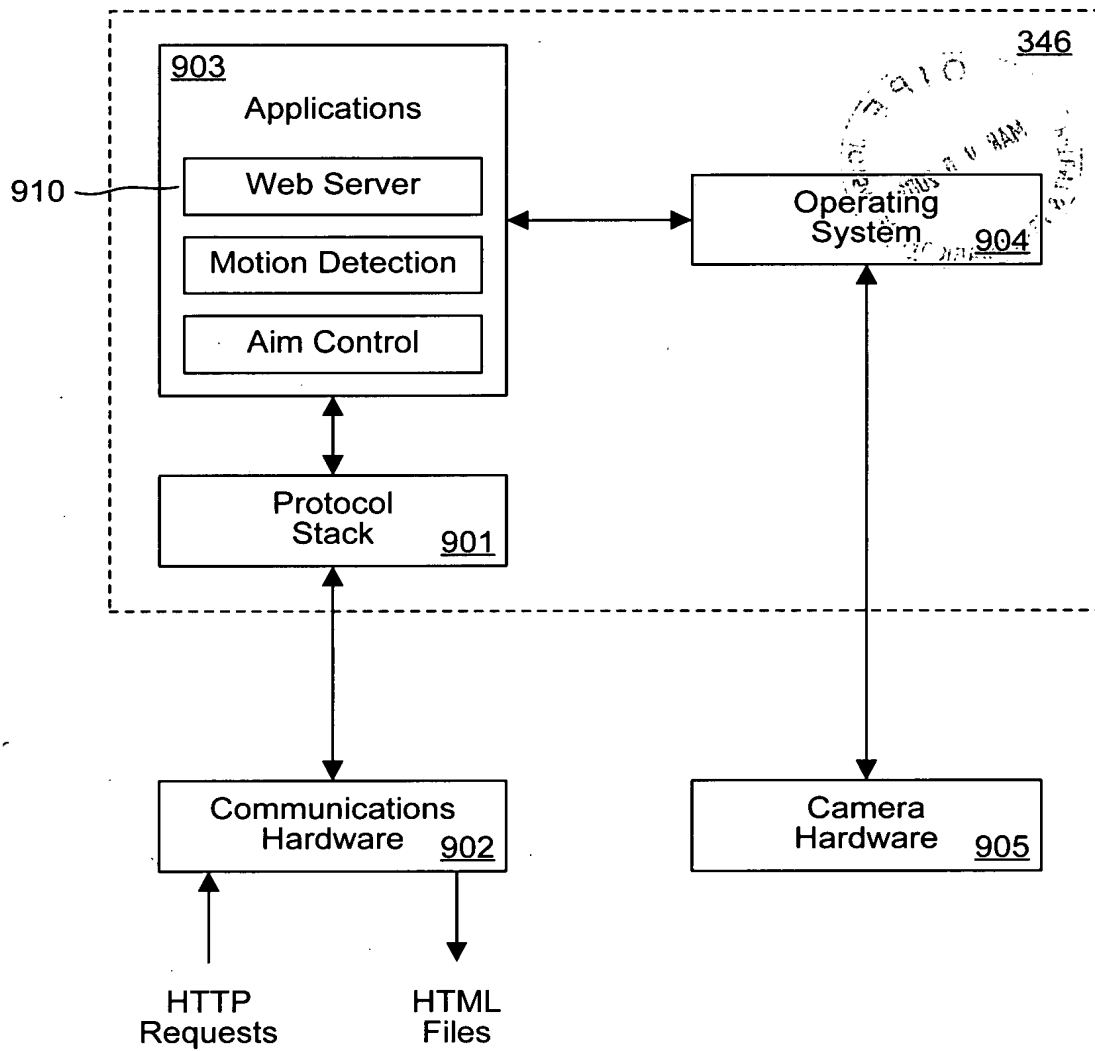 346
903
Applications
910
Web Server
Motion Detection
Aim Control
Operating
System
904
Protocol
Stack
901
Communications
Hardware
902
Camera
Hardware
905
HTTP
Requests
HTML
Files